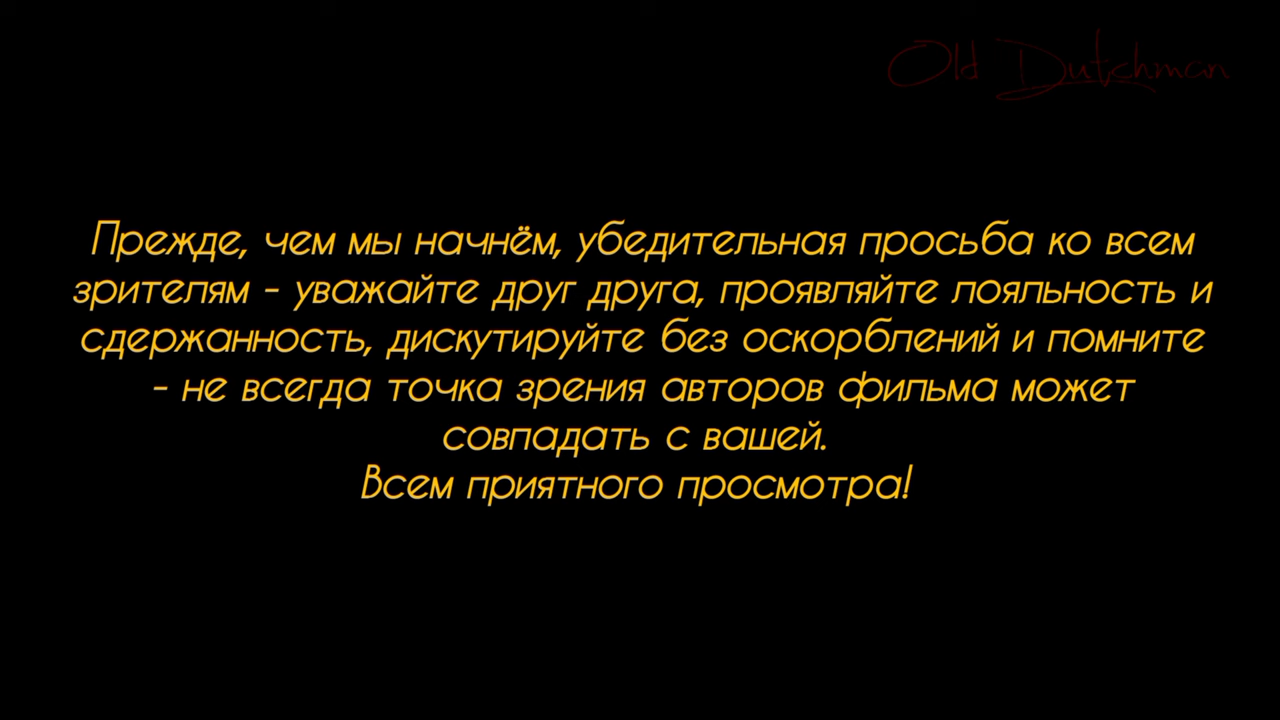 Old Dutchman
Прежде, чем мы начнём, убедительная просьба ко всем
зрителям - уважайте друг друга, проявляйте лояльность и
сдержанность, дискутируйте без оскорблений и помните
- не всегда точка зрения авторов фильма может
совпадать с вашей.
Всем приятного просмотра!